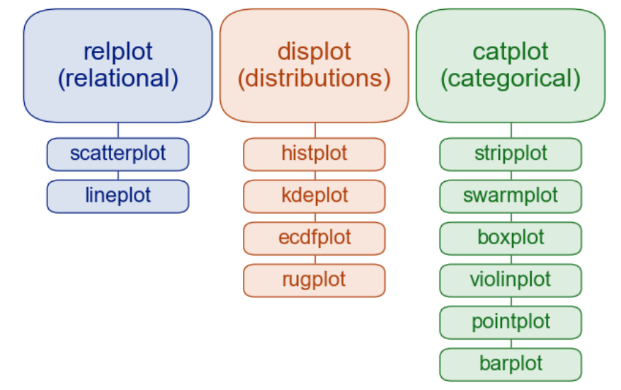 relplot
(relational)
scatterplot
lineplot
displot
(distributions)
histplot
kdeplot
ecdfplot
rugplot
catplot
(categorical)
stripplot
swarmplot
boxplot
violinplot
pointplot
barplot